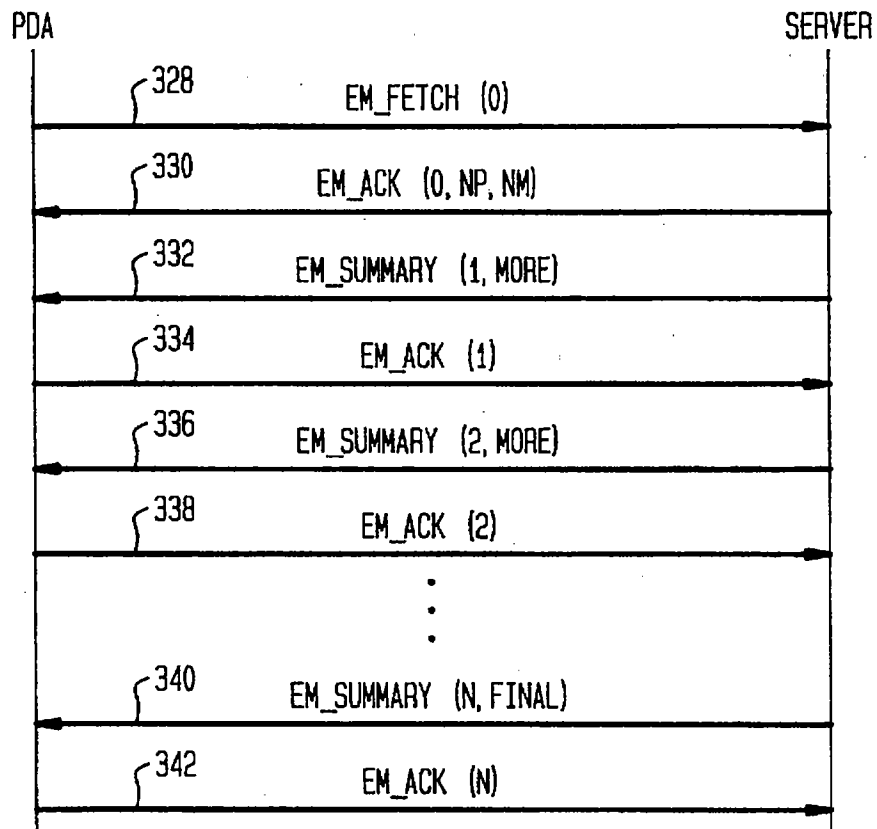 PDA SERVER
328 EM_FETCH (0)
330 EM_ACK (0, NP, NM)
332 EM_SUMMARY (1, MORE)
334 EM_ACK (1)
336 EM_SUMMARY (2, MORE)
338 EM_ACK (2)
340 EM_SUMMARY (N, FINAL)
342 EM_ACK (N)